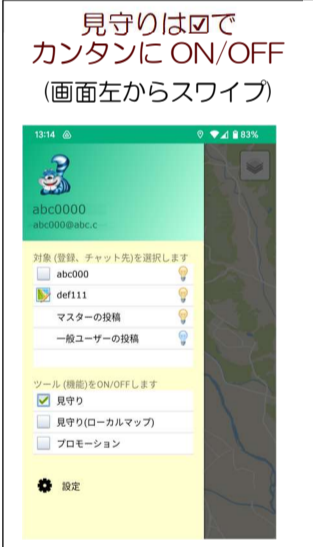 見守りは☑で
カンタンに ON/OFF
(画面左からスワイプ)
13:14 83%
abc0000
abc000@abc.c
対象 (登録、チャット先)を選択します
abc000
def111
マスターの投稿
一般ユーザーの投稿
ツール (機能)をON/OFFします
見守り
見守り(ローカルマップ)
プロモーション
設定